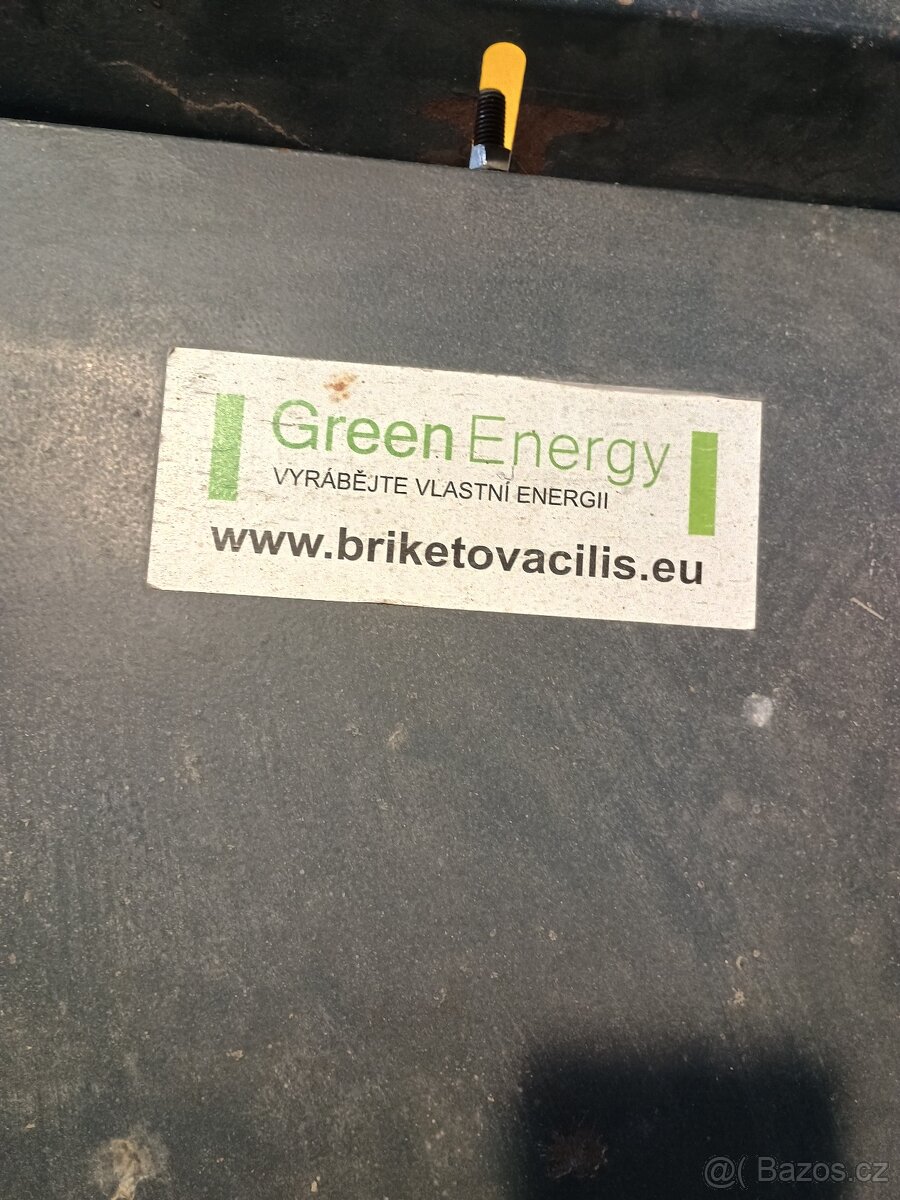 Green Energy
VYRÁBĚJTE VLASTNÍ ENERGII
www.briketovacilis.eu
@( Bazos.cz